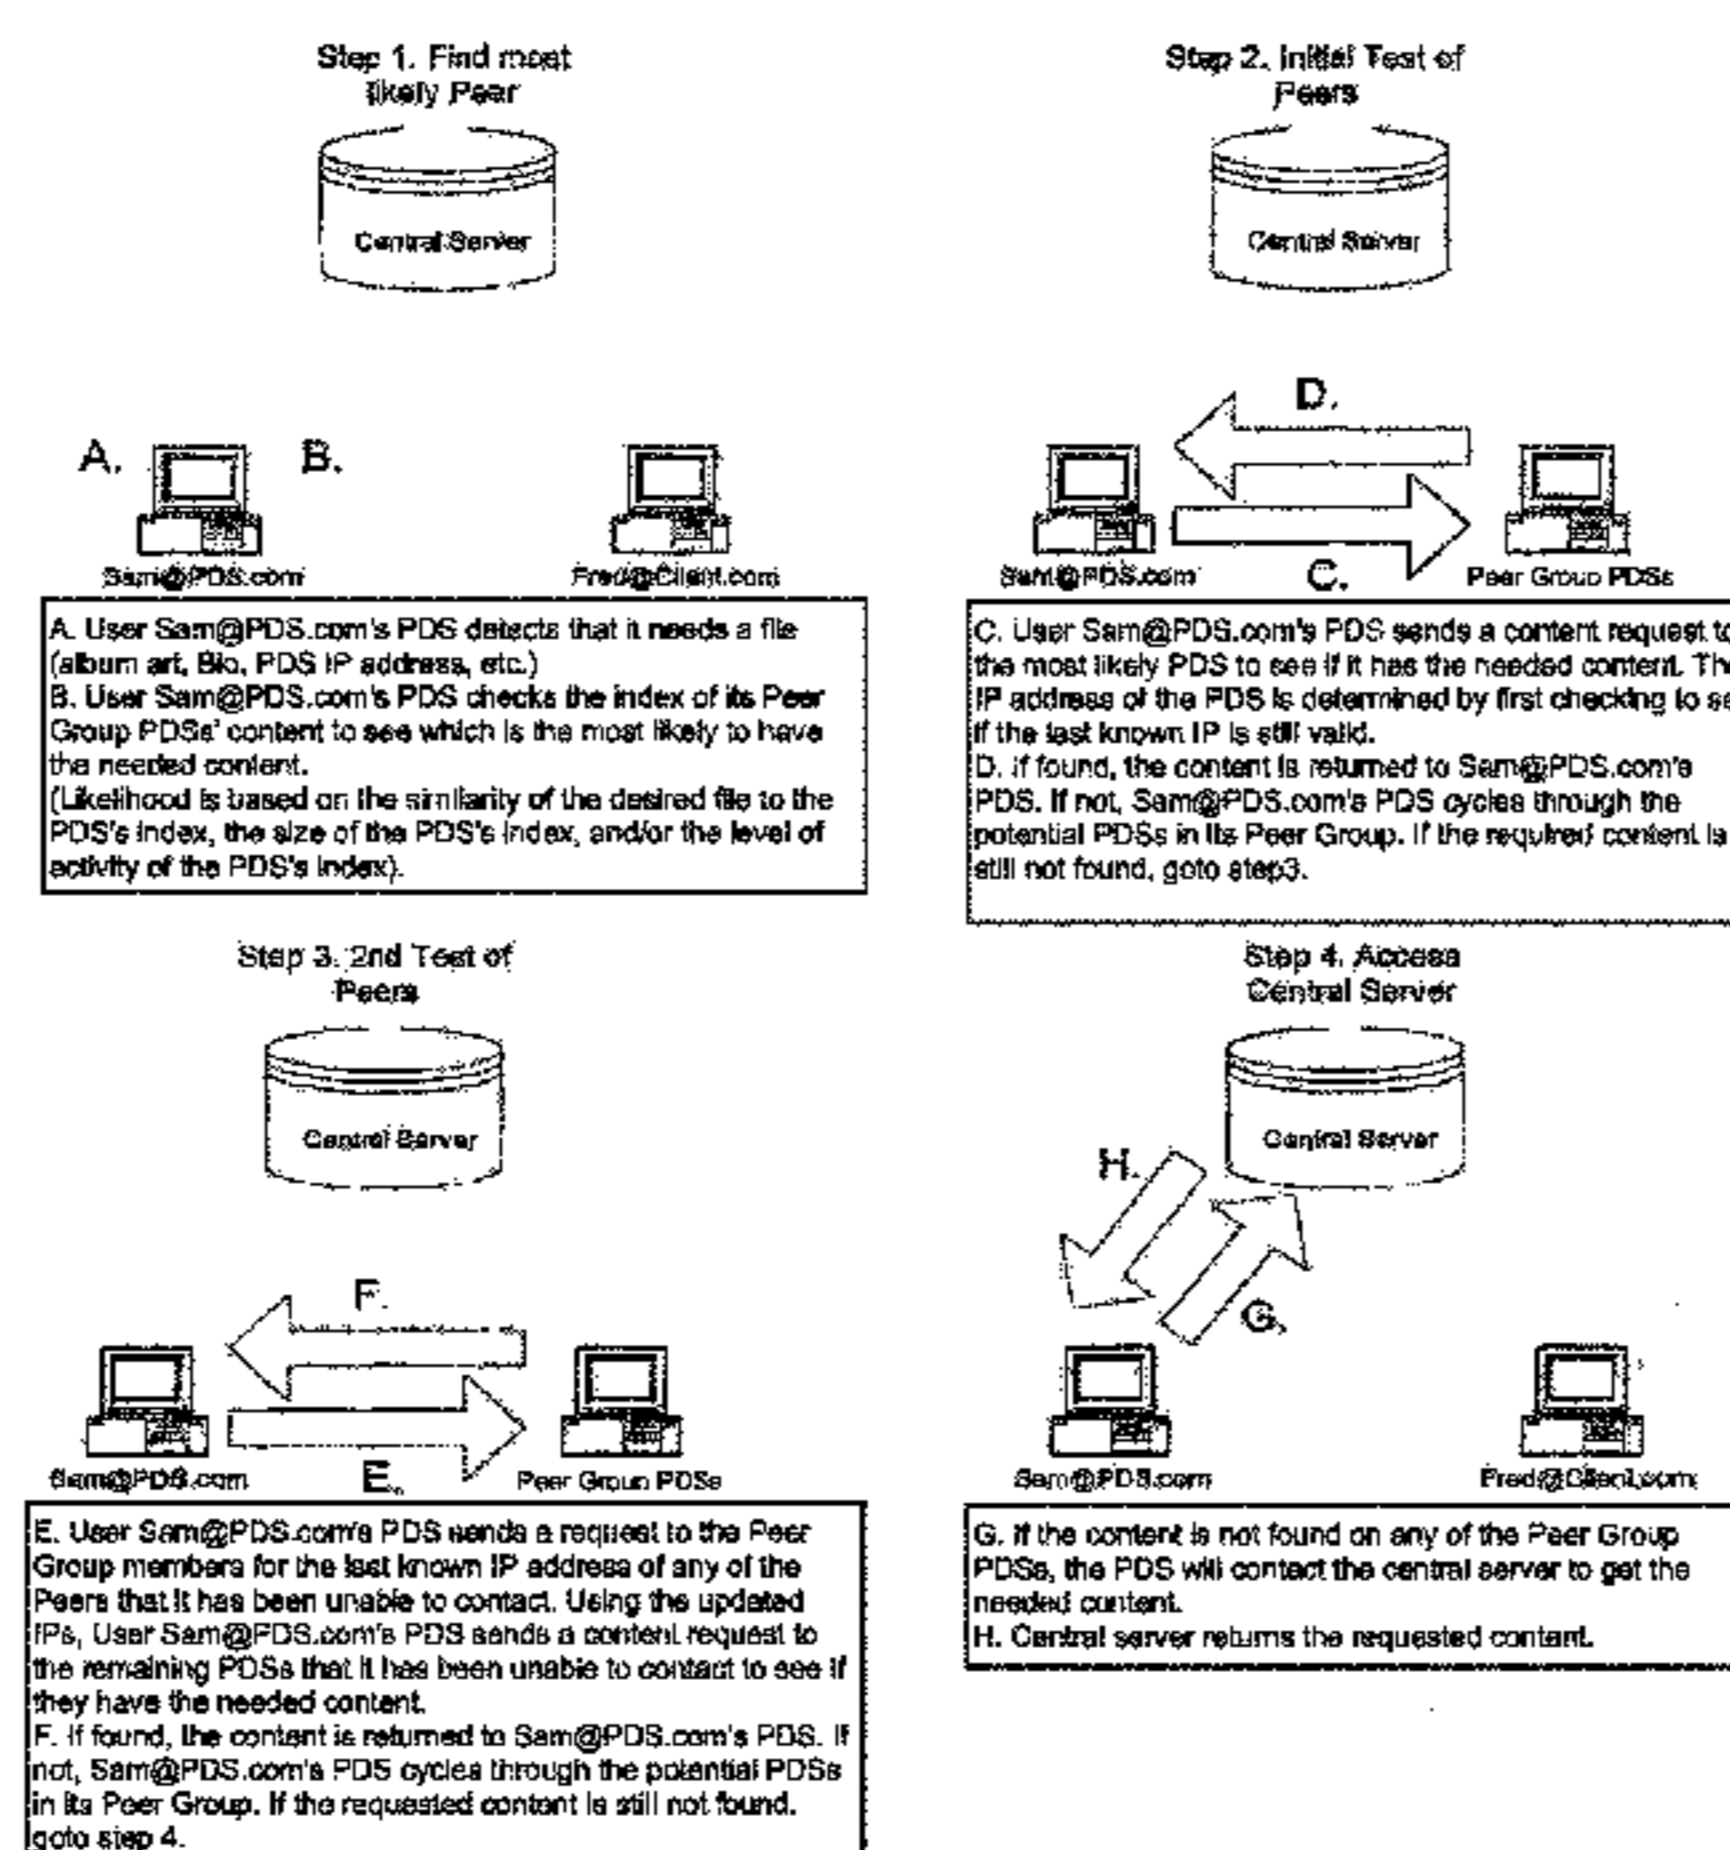 Step 1. Find most
likely Peer
Central Server
A.
B.
Sam@PDS.com
Fred@Client.com
A. User Sam@PDS.com's PDS detects that it needs a file
(album art, Bio, PDS IP address, etc.)
B. User Sam@PDS.com's PDS checks the index of its Peer
Group PDSs' content to see which is the most likely to have
the needed content.
(Likelihood is based on the similarity of the desired file to the
PDS's index, the size of the PDS's index, and/or the level of
activity of the PDS's index).
Step 2. Initial Test of
Peers
Central Server
D.
C.
Sam@PDS.com
Peer Group PDSs
C. User Sam@PDS.com's PDS sends a content request to
the most likely PDS to see if it has the needed content. The
IP address of the PDS is determined by first checking to se
if the last known IP is still valid.
D. If found, the content is returned to Sam@PDS.com's
PDS. If not, Sam@PDS.com's PDS cycles through the
potential PDSs in its Peer Group. If the required content is
still not found, goto step3.
Step 3. 2nd Test of
Peers
Central Server
F.
E.
Sam@PDS.com
Peer Group PDSs
E. User Sam@PDS.com's PDS sends a request to the Peer
Group members for the last known IP address of any of the
Peers that it has been unable to contact. Using the updated
IPs, User Sam@PDS.com's PDS sends a content request to
the remaining PDSs that it has been unable to contact to see if
they have the needed content.
F. If found, the content is returned to Sam@PDS.com's PDS. If
not, Sam@PDS.com's PDS cycles through the potential PDSs
in its Peer Group. If the requested content is still not found,
goto step 4.
Step 4. Access
Central Server
Central Server
H.
G.
Sam@PDS.com
Fred@Client.com
G. If the content is not found on any of the Peer Group
PDSs, the PDS will contact the central server to get the
needed content.
H. Central server returns the requested content.